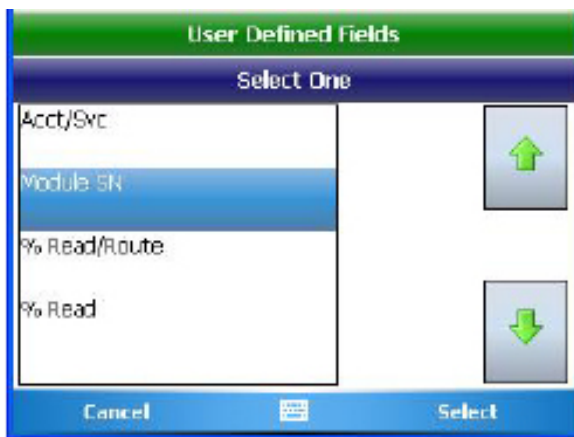 User Defined Fields
Select One
Acct/Svc
Module SN
% Read/Route
% Read
Cancel
Select